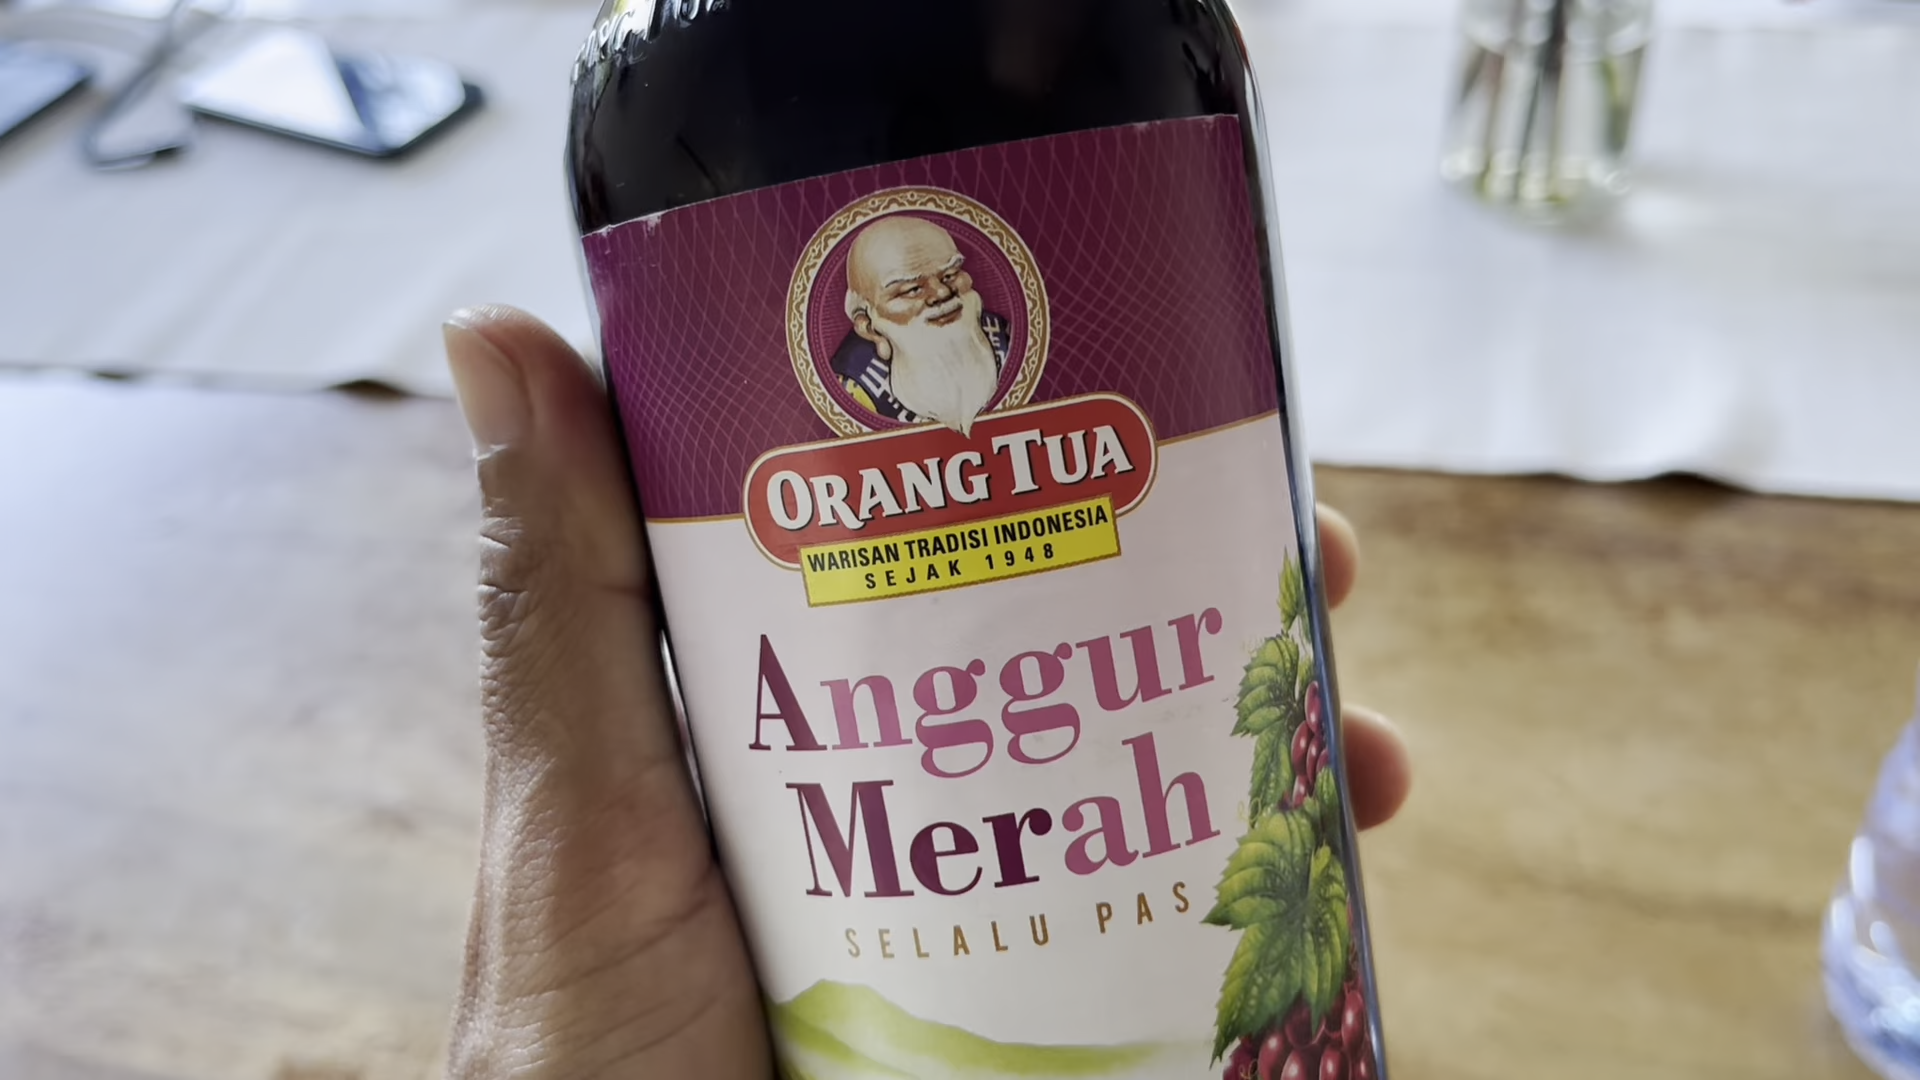 ORANG TUA
WARISAN TRADISI INDONESIA
SEJAK 1948
Anggur
Merah
SELALU PAS